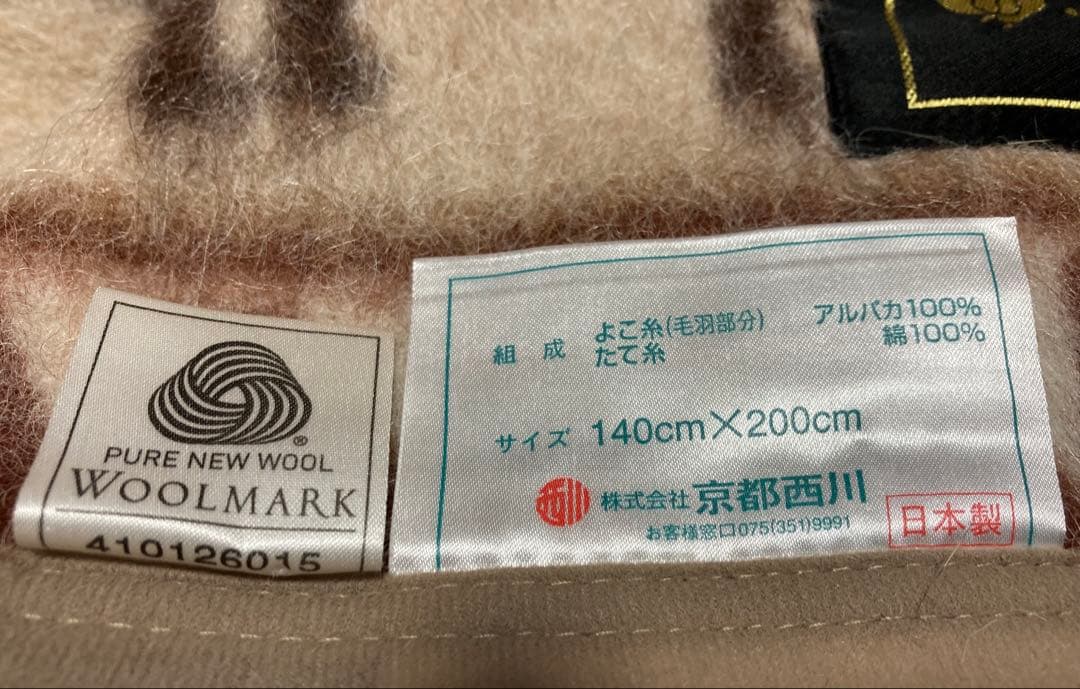 PURE NEW WOOL
WOOLMARK
410126015
組成 よこ糸(毛羽部分) アルパカ100%
たて糸 綿100%
サイズ 140cm×200cm
西川 株式会社 京都西川
お客様窓口075(351)9991
日本製